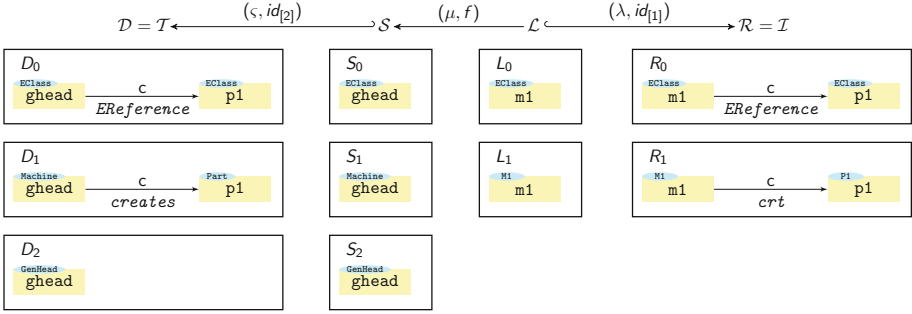 𝒟 = 𝒯 (ς, id[2]) 𝒮 (μ, f) ℒ (λ, id[1]) ℛ = ℐ
D0 S0 L0 R0
EClass EClass EClass EClass EClass EClass
ghead c p1 ghead m1 m1 c p1
EReference EReference
D1 S1 L1 R1
Machine Part Machine M1 M1 P1
ghead c p1 ghead m1 m1 c p1
creates crt
D2 S2
GenHead GenHead
ghead ghead